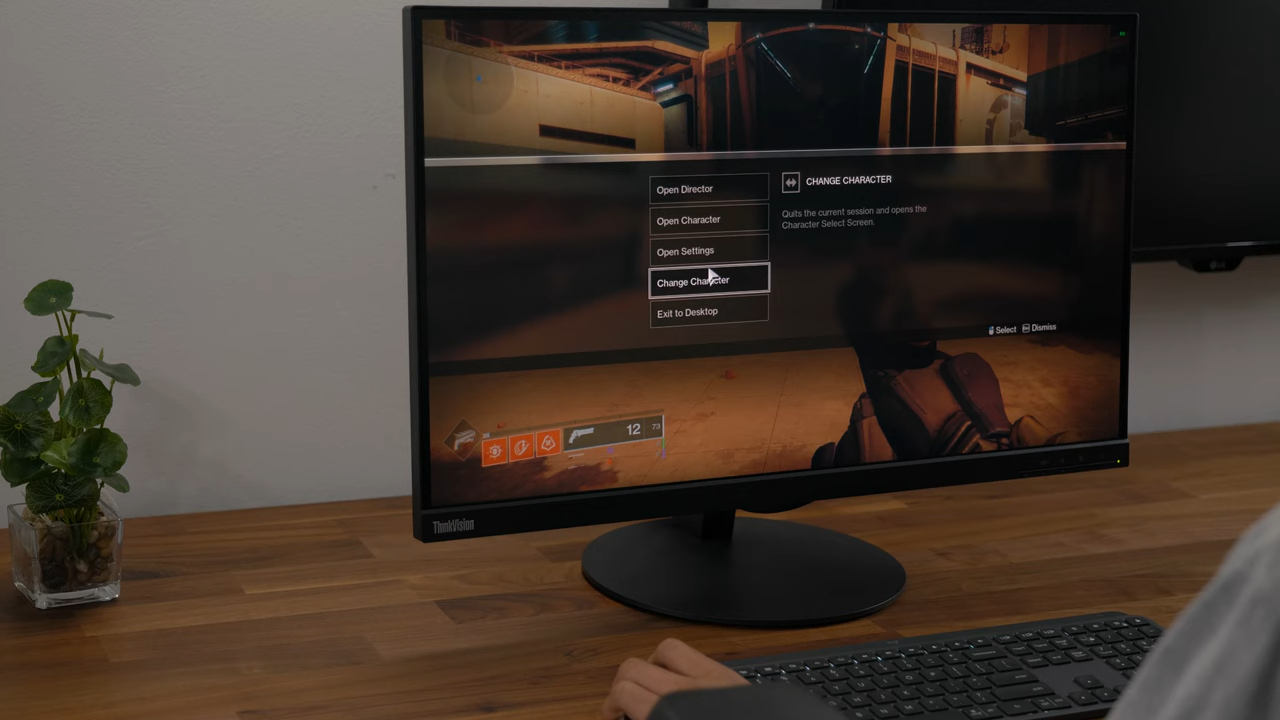 Open Director
Open Character
Open Settings
Change Character
Exit to Desktop
CHANGE CHARACTER
Quits the current session and opens the
Character Select Screen.
Select
Dismiss
12
73
ThinkVision
LG